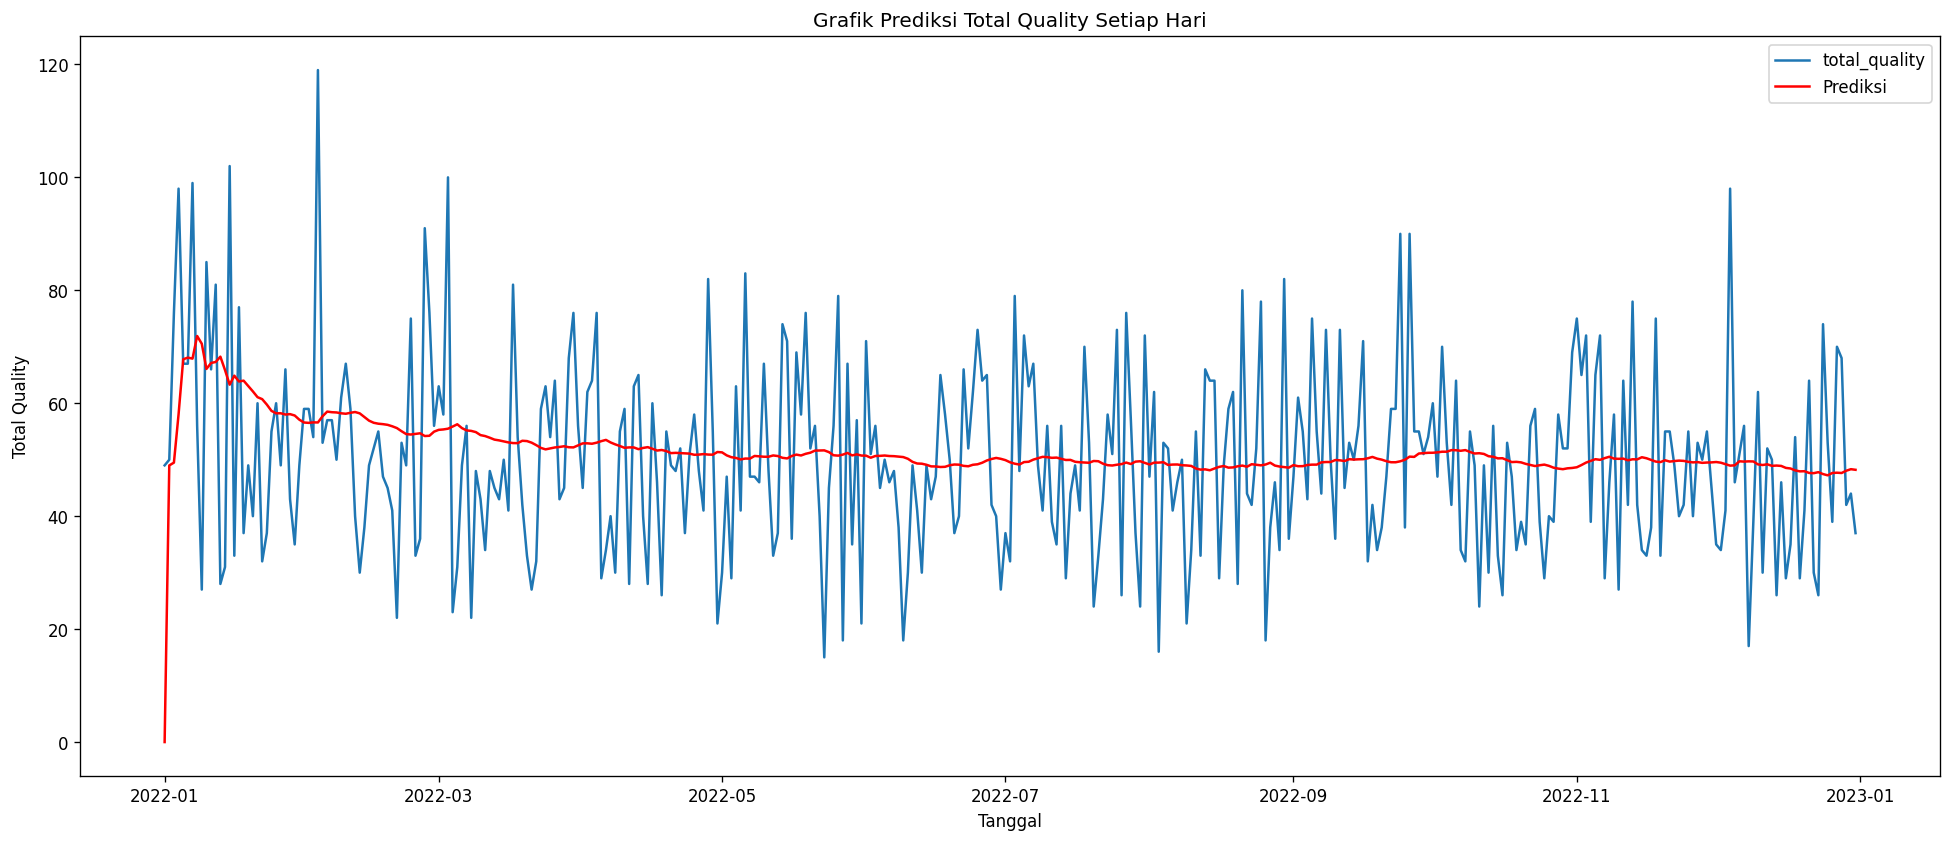 Grafik Prediksi Total Quality Setiap Hari
total_quality
Prediksi
Total Quality
120
100
80
60
40
20
0
2022-01
2022-03
2022-05
2022-07
2022-09
2022-11
2023-01
Tanggal